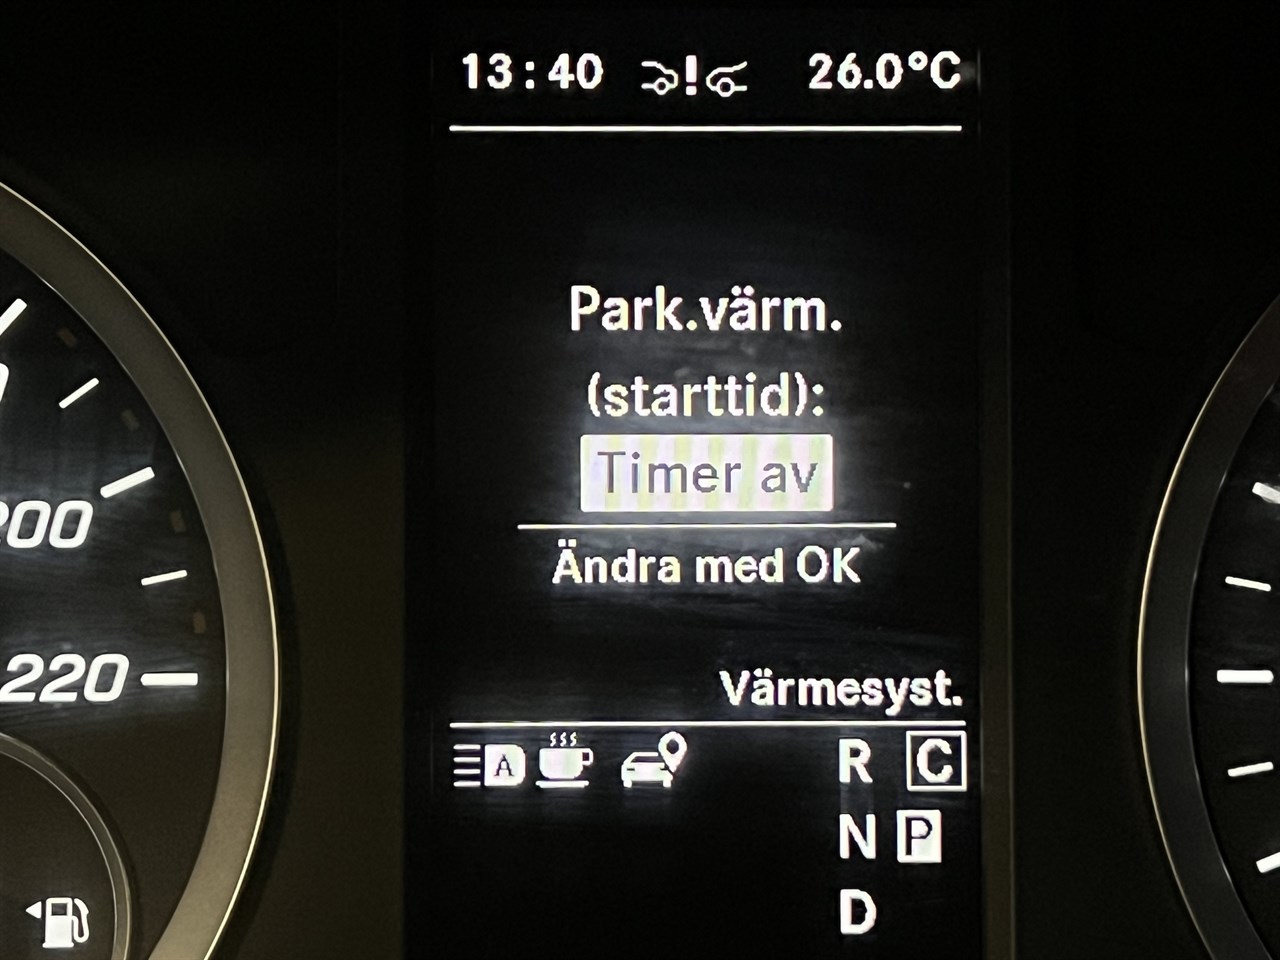 13:40 ! 26.0°C
Park.värm.
(starttid):
Timer av
Ändra med OK
Värmesyst.
A R C
N P
D
200
220